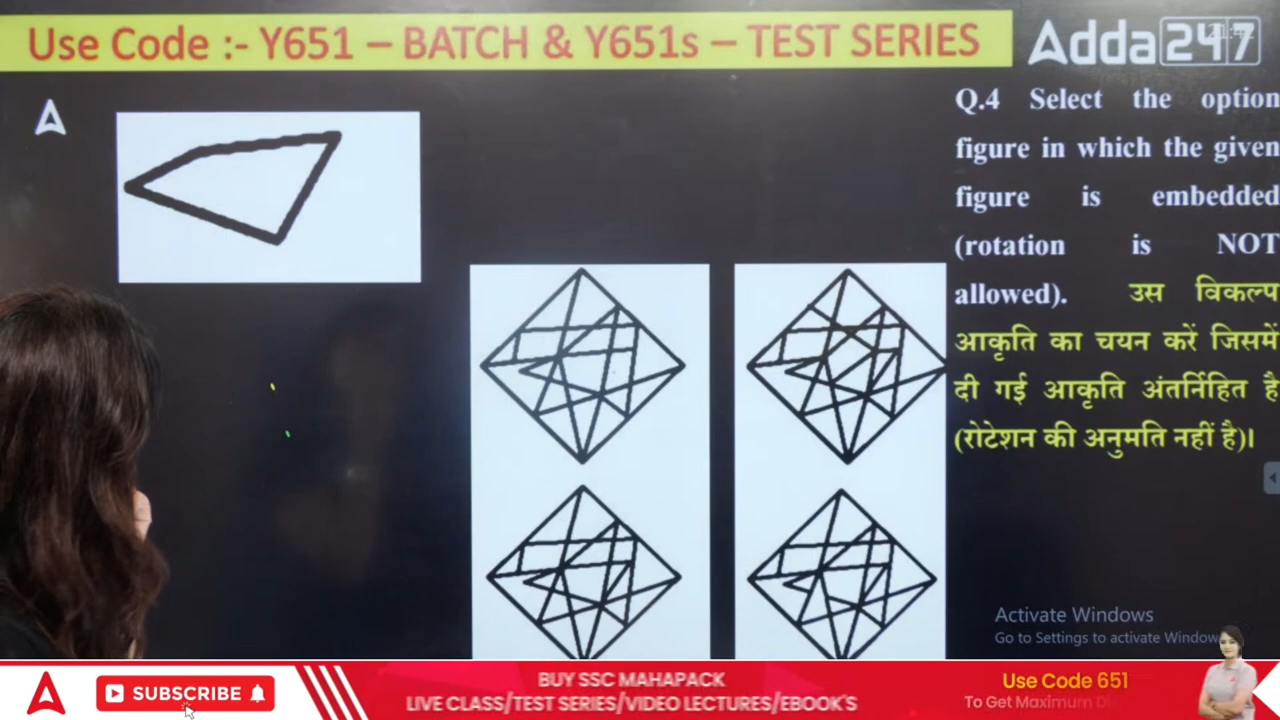 Use Code :- Y651 – BATCH & Y651s – TEST SERIES
Adda 247
Q.4 Select the option
figure in which the given
figure is embedded
(rotation is NOT
allowed). उस विकल्प
आकृति का चयन करें जिसमें
दी गई आकृति अंतर्निहित है
(रोटेशन की अनुमति नहीं है)।
Activate Windows
Go to Settings to activate Window
SUBSCRIBE
BUY SSC MAHAPACK
LIVE CLASS/TEST SERIES/VIDEO LECTURES/EBOOK'S
Use Code 651
To Get Maximum